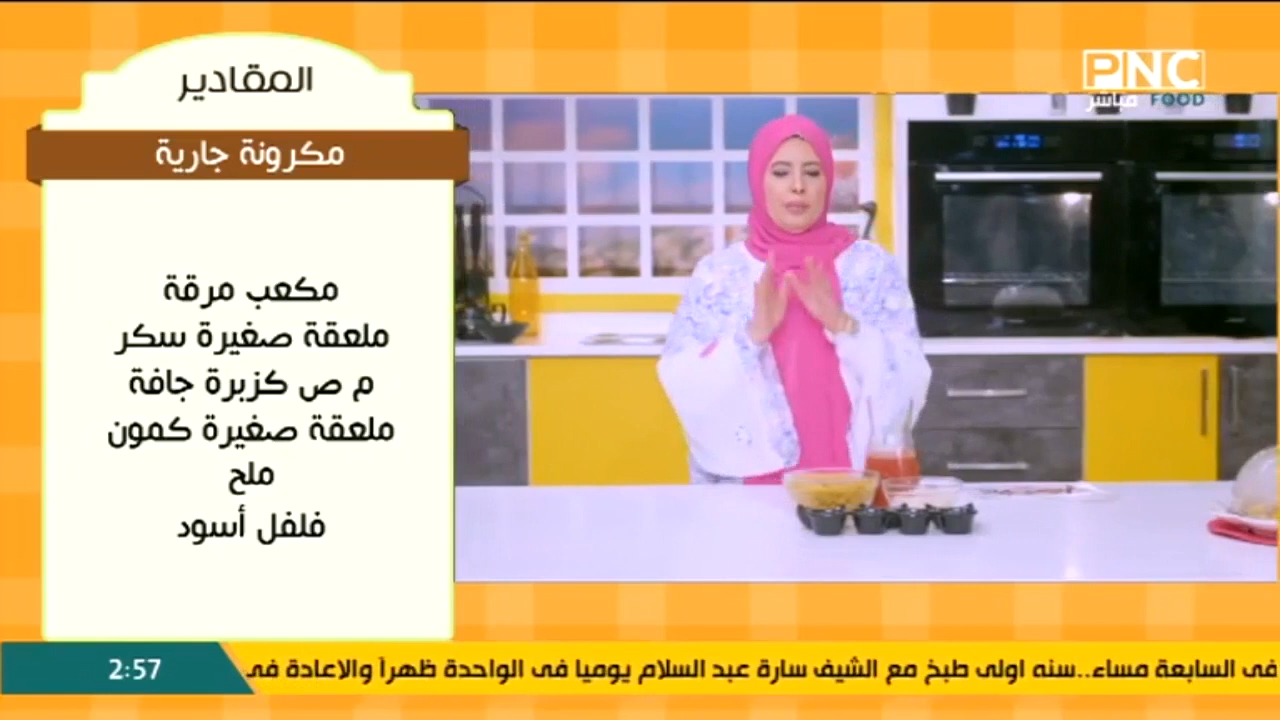 المقادير
مكرونة جارية
مكعب مرقة
ملعقة صغيرة سكر
م ص كزبرة جافة
ملعقة صغيرة كمون
ملح
فلفل أسود
PNC
مباشر FOOD
فى السابعة مساء..سنه اولى طبخ مع الشيف سارة عبد السلام يوميا فى الواحدة ظهراً والاعادة فى
2:57